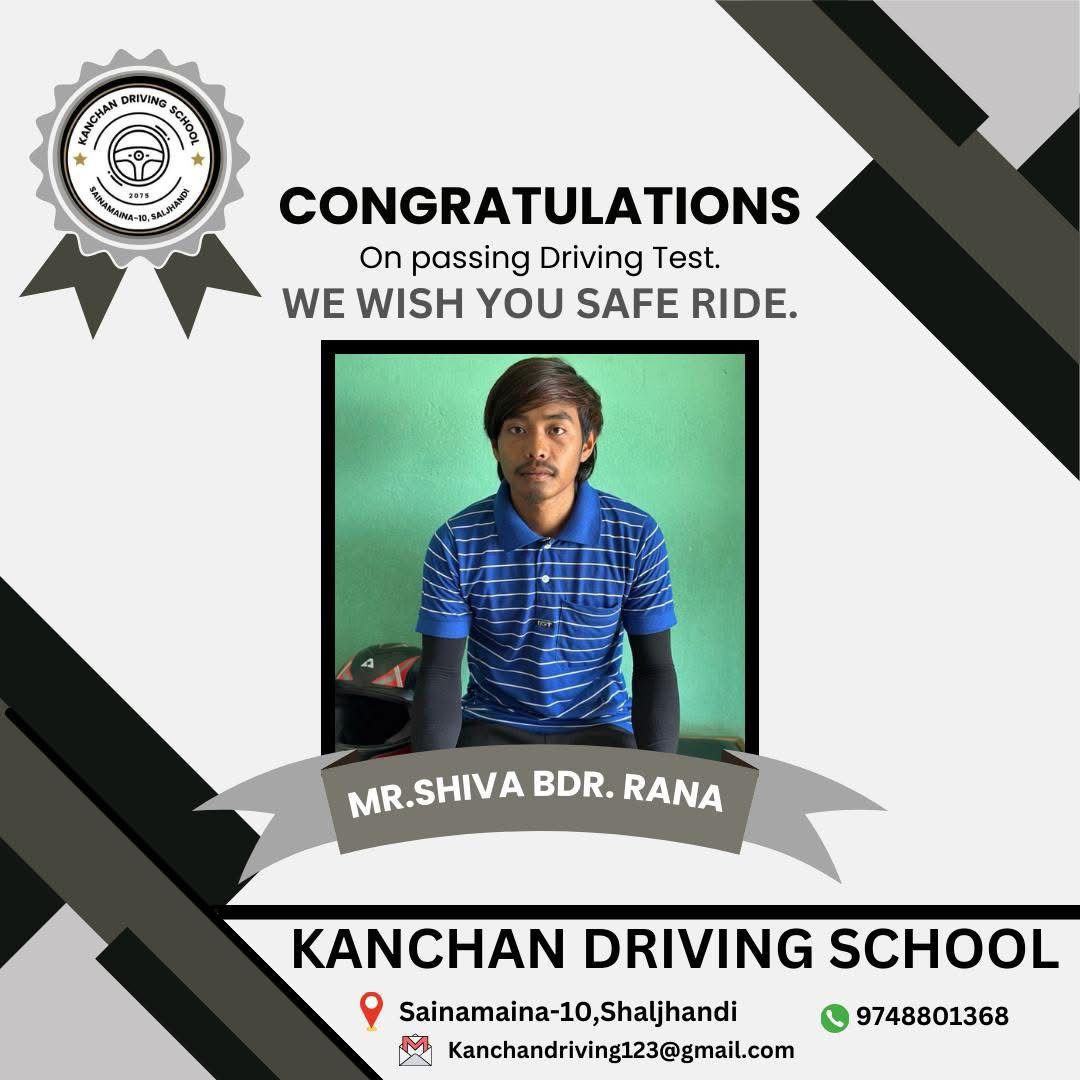 KANCHAN DRIVING SCHOOL
2075
SAINAMAINA-10, SALJHANDI
CONGRATULATIONS
On passing Driving Test.
WE WISH YOU SAFE RIDE.
MR.SHIVA BDR. RANA
KANCHAN DRIVING SCHOOL
Sainamaina-10,Shaljhandi
9748801368
Kanchandriving123@gmail.com